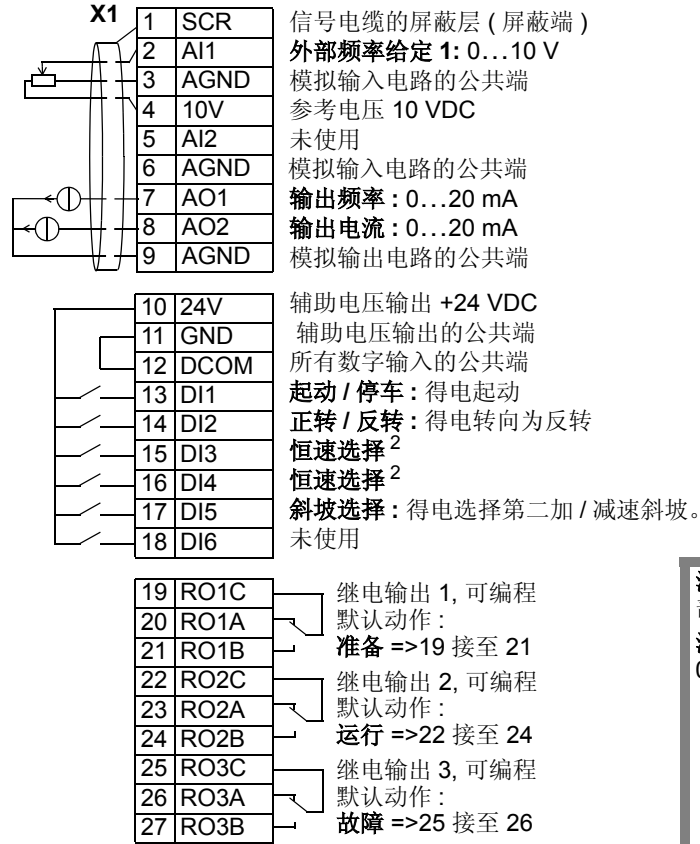 X1
1 SCR 信号电缆的屏蔽层 ( 屏蔽端 )
2 AI1 外部频率给定 1: 0…10 V
3 AGND 模拟输入电路的公共端
4 10V 参考电压 10 VDC
5 AI2 未使用
6 AGND 模拟输入电路的公共端
7 AO1 输出频率 : 0…20 mA
8 AO2 输出电流 : 0…20 mA
9 AGND 模拟输出电路的公共端
10 24V 辅助电压输出 +24 VDC
11 GND 辅助电压输出的公共端
12 DCOM 所有数字输入的公共端
13 DI1 起动 / 停车 : 得电起动
14 DI2 正转 / 反转 : 得电转向为反转
15 DI3 恒速选择 2
16 DI4 恒速选择 2
17 DI5 斜坡选择 : 得电选择第二加 / 减速斜坡。
18 DI6 未使用
19 RO1C 继电输出 1, 可编程
20 RO1A 默认动作 :
21 RO1B 准备 =>19 接至 21
22 RO2C 继电输出 2, 可编程
23 RO2A 默认动作 :
24 RO2B 运行 =>22 接至 24
25 RO3C 继电输出 3, 可编程
26 RO3A 默认动作 :
27 RO3B 故障 =>25 接至 26